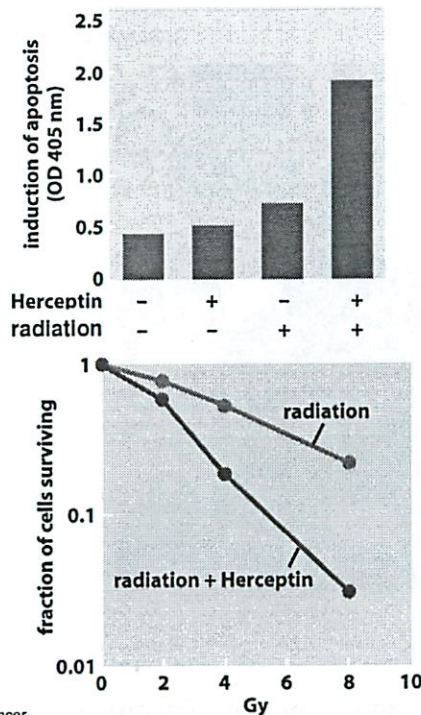 induction of apoptosis
(OD 405 nm)
2.5
2.0
1.5
1.0
0.5
0
Herceptin – + – +
radiation – – + +
fraction of cells surviving
1
0.1
0.01
radiation
radiation + Herceptin
0 2 4 6 8 10
Gy